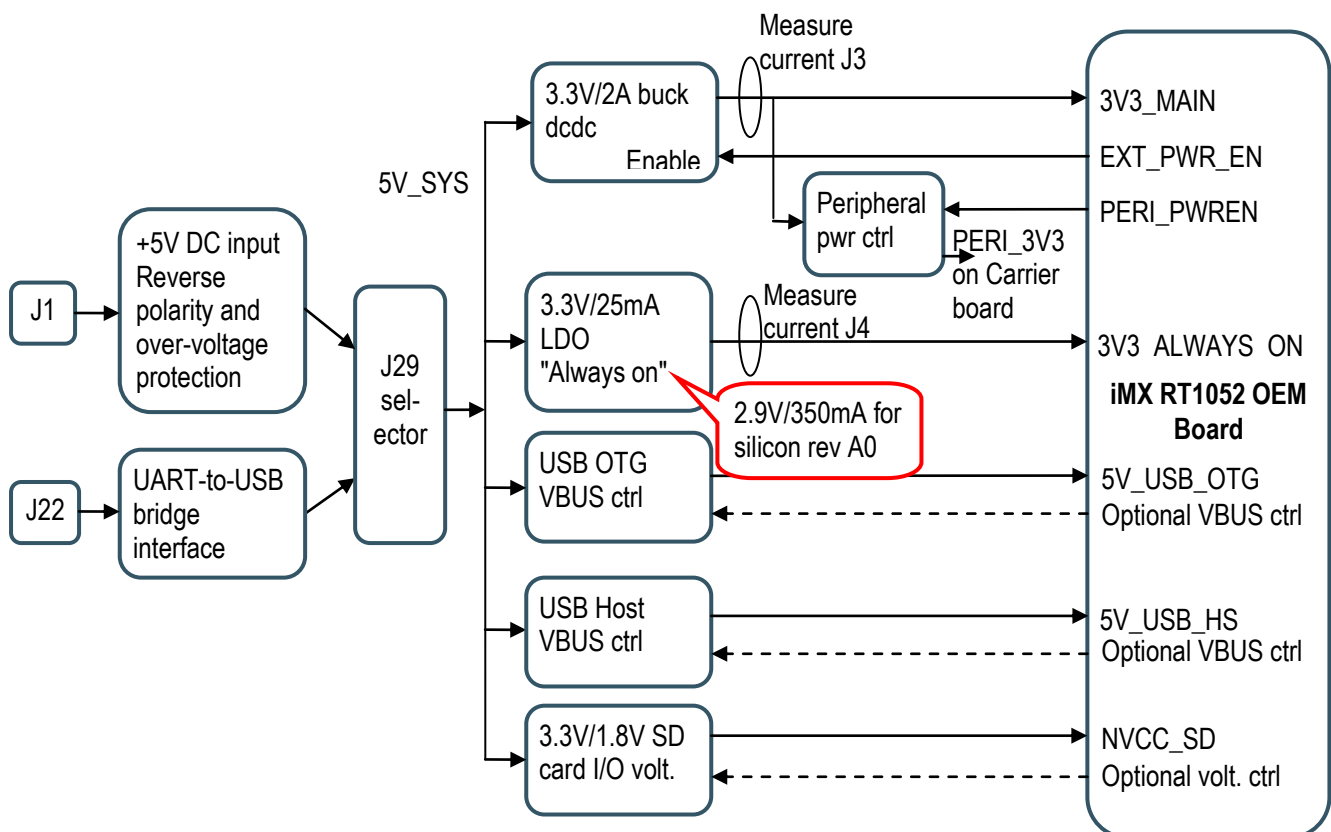 Measure
current J3
3.3V/2A buck
dcdc
Enable
3V3_MAIN
EXT_PWR_EN
5V_SYS
Peripheral
pwr ctrl
PERI_PWREN
PERI_3V3
on Carrier
board
+5V DC input
Reverse
polarity and
over-voltage
protection
J1
J29
sel-
ector
3.3V/25mA
LDO
"Always on"
Measure
current J4
3V3 ALWAYS ON
iMX RT1052 OEM
Board
2.9V/350mA for
silicon rev A0
J22
UART-to-USB
bridge
interface
USB OTG
VBUS ctrl
5V_USB_OTG
Optional VBUS ctrl
USB Host
VBUS ctrl
5V_USB_HS
Optional VBUS ctrl
3.3V/1.8V SD
card I/O volt.
NVCC_SD
Optional volt. ctrl